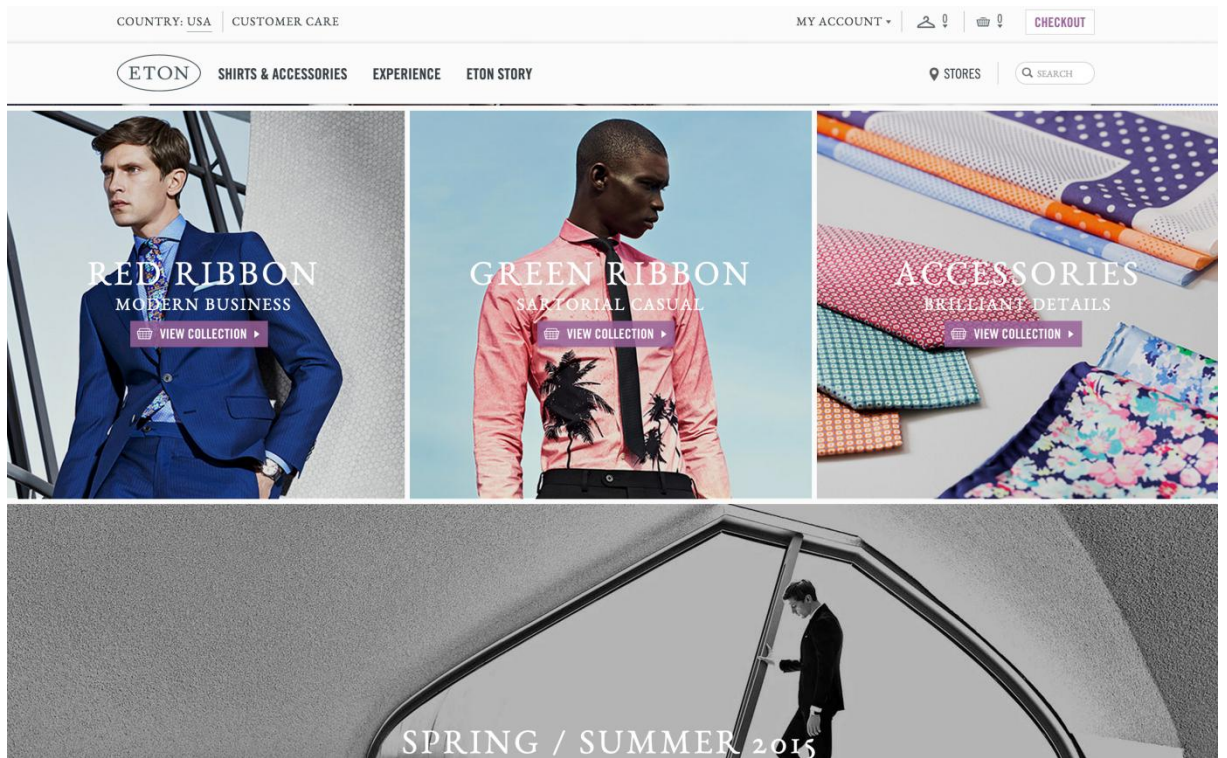 COUNTRY: USA CUSTOMER CARE MY ACCOUNT 0 0 CHECKOUT
ETON SHIRTS & ACCESSORIES EXPERIENCE ETON STORY STORES SEARCH
RED RIBBON
MODERN BUSINESS
VIEW COLLECTION
GREEN RIBBON
SARTORIAL CASUAL
VIEW COLLECTION
ACCESSORIES
BRILLIANT DETAILS
VIEW COLLECTION
SPRING / SUMMER 2015